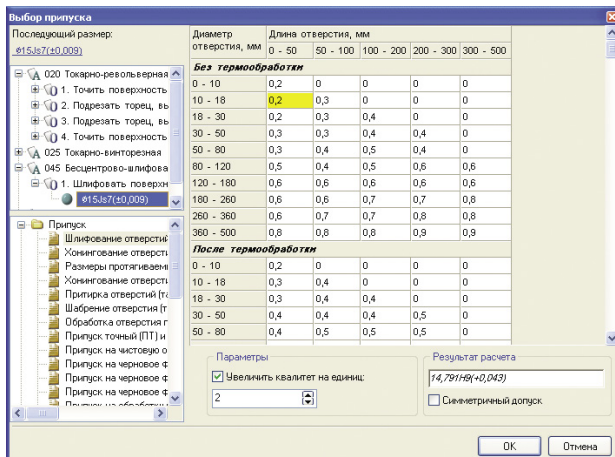 Выбор припуска
Последующий размер:
ø15Js7(±0,009)
020 Токарно-револьверная
1. Точить поверхность
2. Подрезать торец, вы
3. Подрезать торец, вь
4. Точить поверхность
025 Токарно-винторезная
045 Бесцентрово-шлифова
1. Шлифовать поверхн
ø15Js7(±0,009)
Припуск
Шлифование отверстий
Хонингование отверсти
Размеры протягиваем
Хонингование отверсти
Притирка отверстий (та
Шабрение отверстия (т
Обработка отверстия г
Припуск точный (ПТ) и
Припуск на чистовую о
Припуск на черновое ф
Припуск на черновое ф
Припуск на черновое ф
Диаметр отверстия, мм Длина отверстия, мм
0 - 50 50 - 100 100 - 200 200 - 300 300 - 500
Без термообработки
0 - 10 0,2 0 0 0 0
10 - 18 0,2 0,3 0 0 0
18 - 30 0,2 0,3 0,4 0 0
30 - 50 0,3 0,3 0,4 0,4 0
50 - 80 0,3 0,4 0,5 0,4 0
80 - 120 0,5 0,4 0,5 0,6 0,6
120 - 180 0,6 0,6 0,6 0,6 0,6
180 - 260 0,6 0,6 0,7 0,7 0,8
260 - 360 0,6 0,7 0,7 0,8 0,8
360 - 500 0,8 0,8 0,8 0,9 0,9
После термообработки
0 - 10 0,2 0 0 0 0
10 - 18 0,3 0,4 0 0 0
18 - 30 0,3 0,4 0,4 0 0
30 - 50 0,4 0,4 0,4 0,5 0
50 - 80 0,4 0,5 0,5 0,5 0
Параметры
Увеличить квалитет на единиц:
2
Результат расчета
14,791H9(+0,043)
Симметричный допуск
OK
Отмена